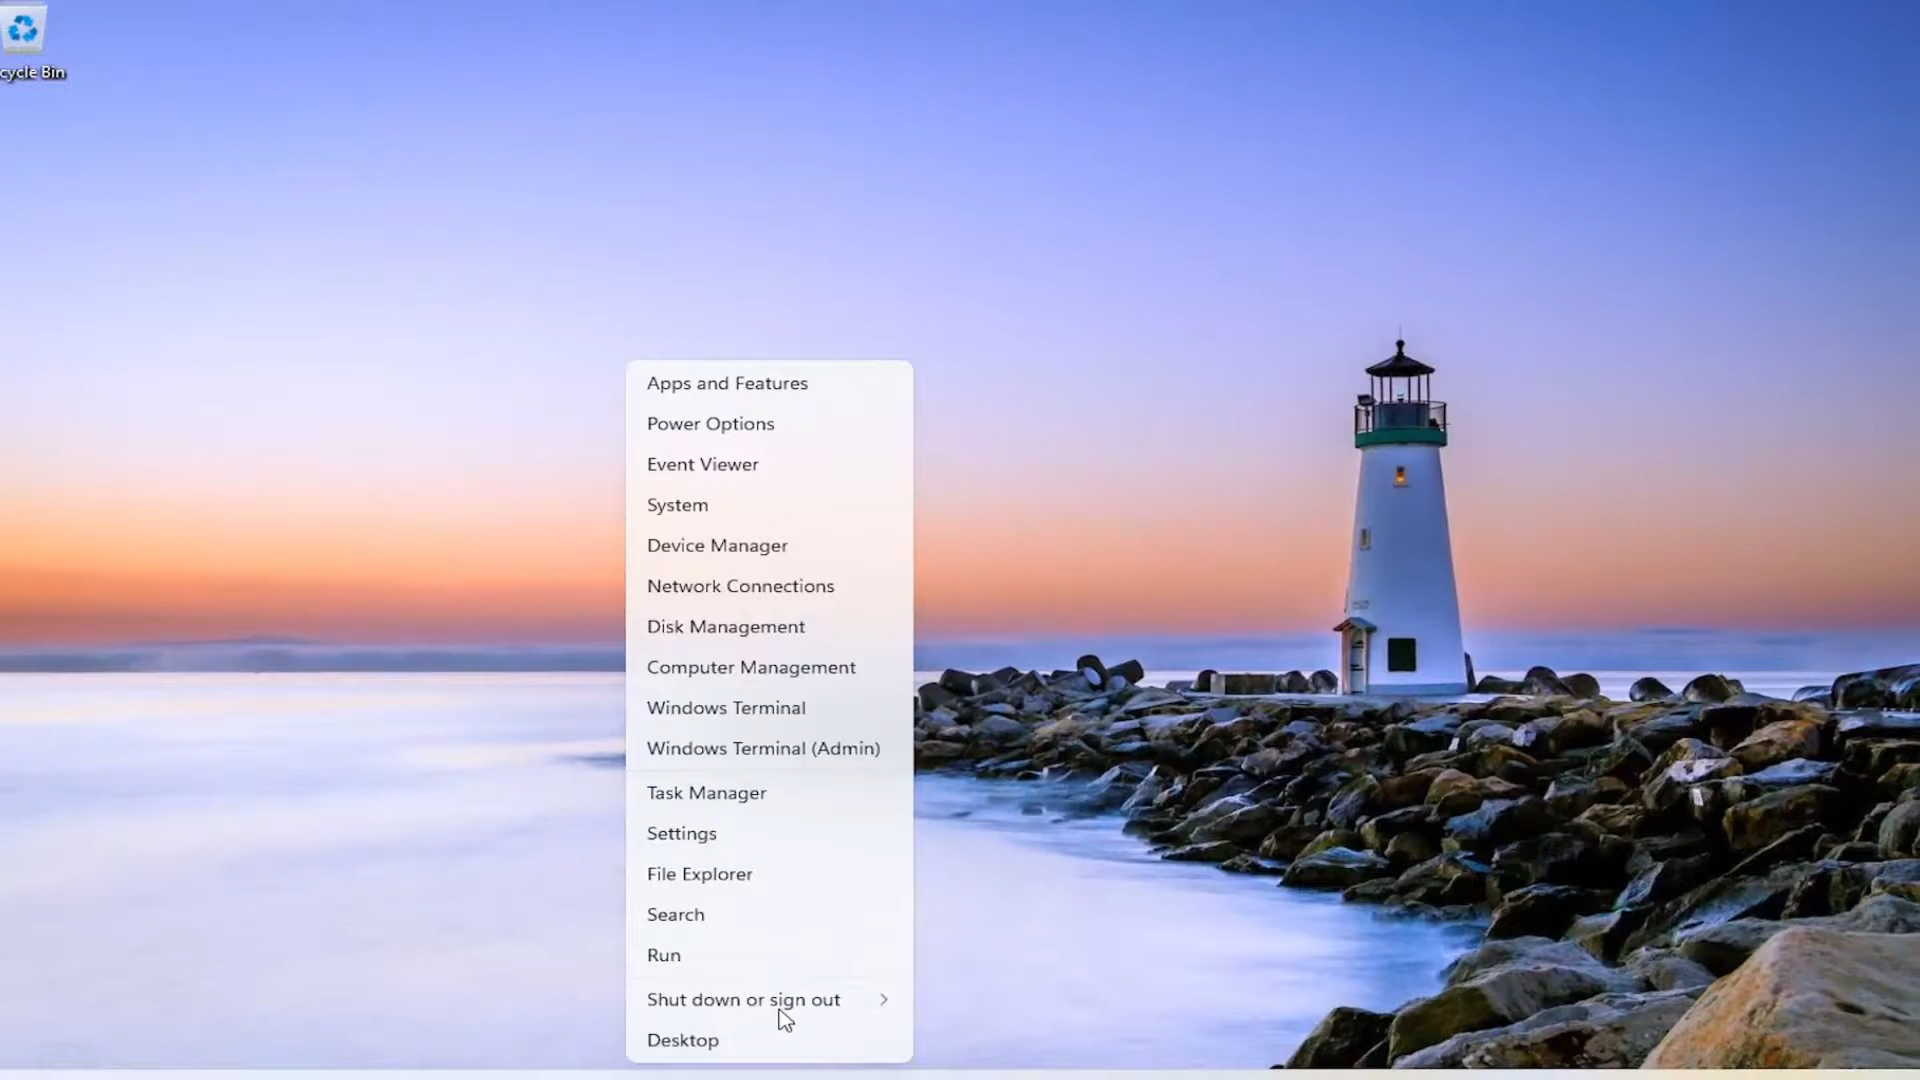 cycle Bin
Apps and Features
Power Options
Event Viewer
System
Device Manager
Network Connections
Disk Management
Computer Management
Windows Terminal
Windows Terminal (Admin)
Task Manager
Settings
File Explorer
Search
Run
Shut down or sign out
Desktop